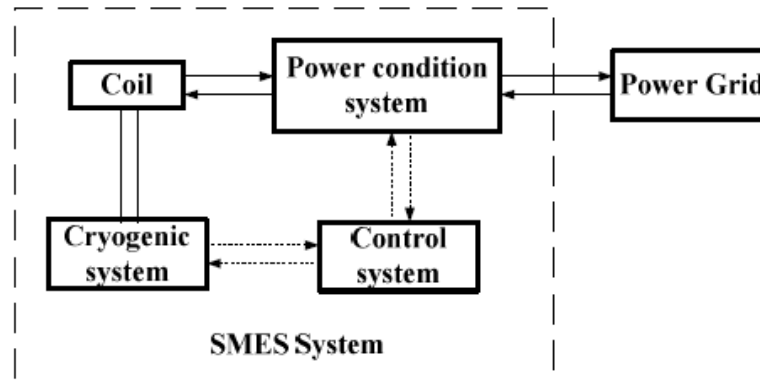 Coil
Power condition
system
Power Grid
Cryogenic
system
Control
system
SMES System